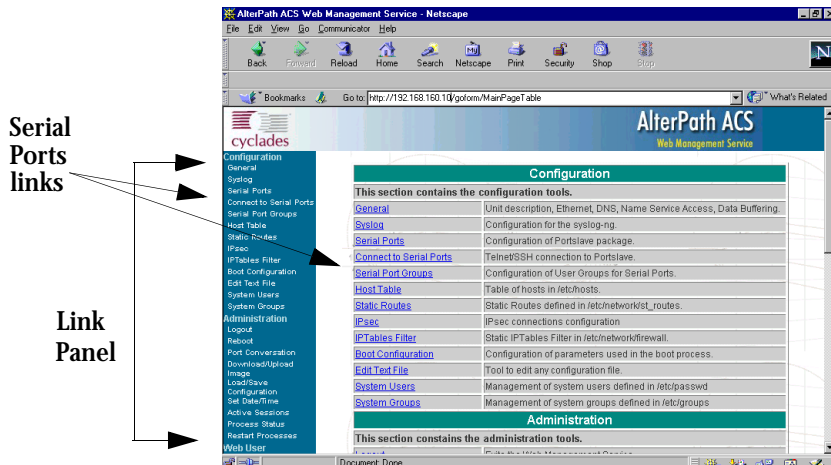 AlterPath ACS Web Management Service - Netscape
File Edit View Go Communicator Help
Back Forward Reload Home Search Netscape Print Security Shop Stop
N
Bookmarks Go to: http://192.168.160.10/goform/MainPageTable What's Related
cyclades
AlterPath ACS
Web Management Service
Serial
Ports
links
Link
Panel
Configuration
General
Syslog
Serial Ports
Connect to Serial Ports
Serial Port Groups
Host Table
Static Routes
IPsec
IPTables Filter
Boot Configuration
Edit Text File
System Users
System Groups
Administration
Logout
Reboot
Port Conversation
Download/Upload
Image
Load/Save
Configuration
Set Date/Time
Active Sessions
Process Status
Restart Processes
Web User
Configuration
This section contains the configuration tools.
General Unit description, Ethernet, DNS, Name Service Access, Data Buffering.
Syslog Configuration for the syslog-ng.
Serial Ports Configuration of Portslave package.
Connect to Serial Ports Telnet/SSH connection to Portslave.
Serial Port Groups Configuration of User Groups for Serial Ports.
Host Table Table of hosts in /etc/hosts.
Static Routes Static Routes defined in /etc/network/st_routes.
IPsec IPsec connections configuration
IPTables Filter Static IPTables Filter in /etc/network/firewall.
Boot Configuration Configuration of parameters used in the boot process.
Edit Text File Tool to edit any configuration file.
System Users Management of system users defined in /etc/passwd
System Groups Management of system groups defined in /etc/groups
Administration
This section contains the administration tools.
Logout Exits the Web Management Service
Document: Done